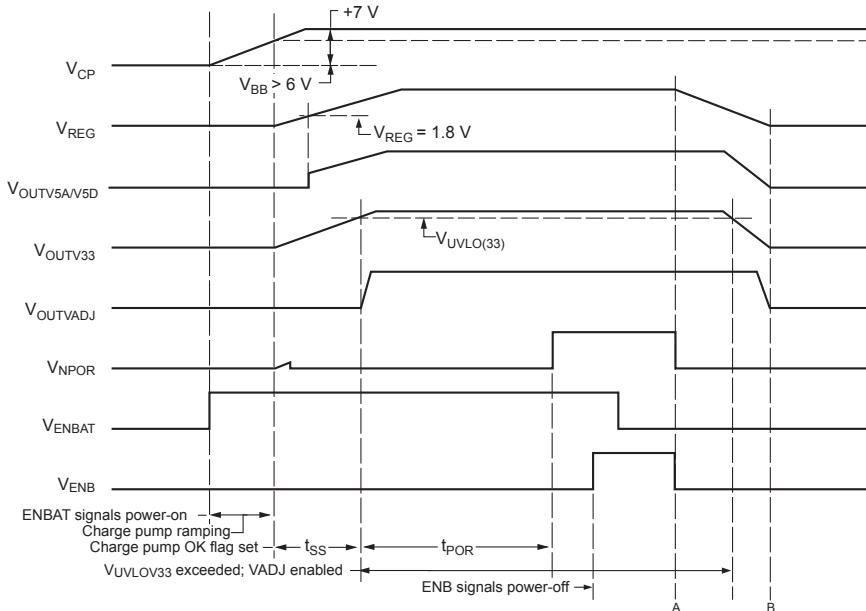 +7 V
V_CP
V_BB > 6 V
V_REG
V_REG = 1.8 V
V_OUTV5A/V5D
V_OUTV33
V_UVLO(33)
V_OUTVADJ
V_NPOR
V_ENBAT
V_ENB
ENBAT signals power-on
Charge pump ramping
Charge pump OK flag set
t_SS
t_POR
V_UVLOV33 exceeded; VADJ enabled
ENB signals power-off
A
B